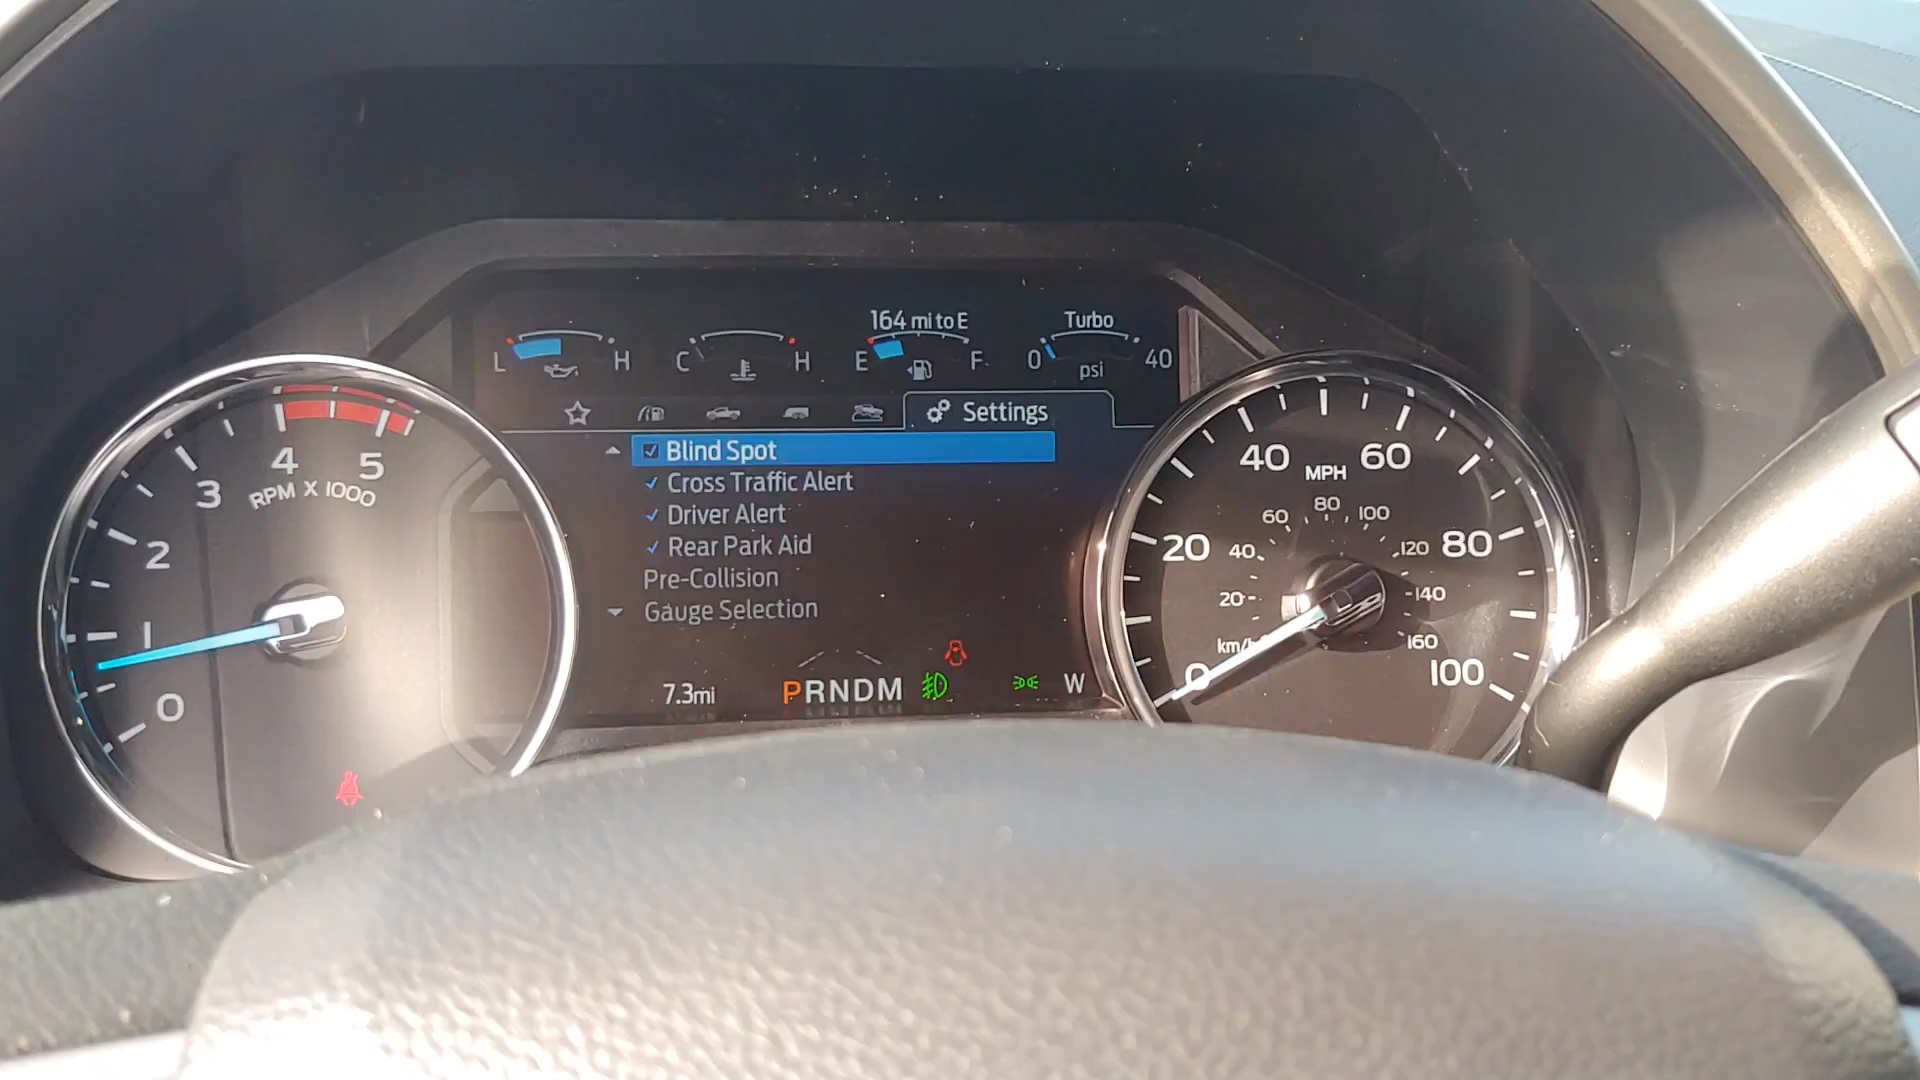 164 mi to E
Turbo
L H C H E F 0 40
psi
Settings
Blind Spot
Cross Traffic Alert
Driver Alert
Rear Park Aid
Pre-Collision
Gauge Selection
7.3mi
PRNDM
W
0
1
2
3
4
5
RPM X 1000
0
20
40
60
80
100
MPH
20
40
60
80
100
120
140
160
km/h